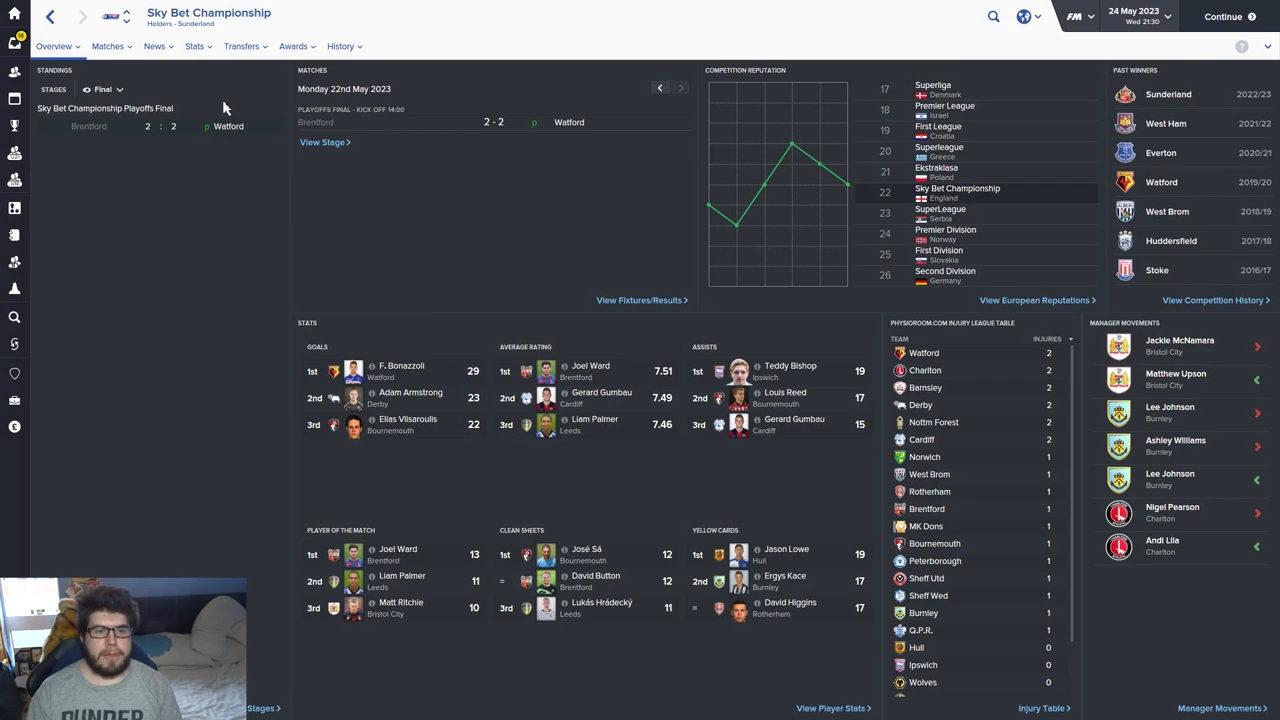 Sky Bet Championship
Holders - Sunderland
FM
24 May 2023
Wed 21:30
Continue
14
Overview
Matches
News
Stats
Transfers
Awards
History
?
STANDINGS
STAGES
Final
Sky Bet Championship Playoffs Final
Brentford 2 : 2 p Watford
Stages >
MATCHES
Monday 22nd May 2023
PLAYOFFS FINAL - KICK OFF 14:00
Brentford 2 - 2 p Watford
View Stage>
View Fixtures/Results >
COMPETITION REPUTATION
17 Superliga
Denmark
18 Premier League
Israel
19 First League
Croatia
20 Superleague
Greece
21 Ekstraklasa
Poland
22 Sky Bet Championship
England
23 SuperLeague
Serbia
24 Premier Division
Norway
25 First Division
Slovakia
26 Second Division
Germany
View European Reputations >
PAST WINNERS
Sunderland 2022/23
West Ham 2021/22
Everton 2020/21
Watford 2019/20
West Brom 2018/19
Huddersfield 2017/18
Stoke 2016/17
View Competition History >
STATS
GOALS
1st F. Bonazzoli 29
Watford
2nd Adam Armstrong 23
Derby
3rd Elias Vlisaroulis 22
Bournemouth
AVERAGE RATING
1st Joel Ward 7.51
Brentford
2nd Gerard Gumbau 7.49
Cardiff
3rd Liam Palmer 7.46
Leeds
ASSISTS
1st Teddy Bishop 19
Ipswich
2nd Louis Reed 17
Bournemouth
3rd Gerard Gumbau 15
Cardiff
PLAYER OF THE MATCH
1st Joel Ward 13
Brentford
2nd Liam Palmer 11
Leeds
3rd Matt Ritchie 10
Bristol City
CLEAN SHEETS
1st José Sá 12
Bournemouth
= David Button 12
Brentford
3rd Lukás Hrádecký 11
Leeds
YELLOW CARDS
1st Jason Lowe 19
Hull
2nd Ergys Kace 17
Burnley
= David Higgins 17
Rotherham
View Player Stats >
PHYSIOROOM.COM INJURY LEAGUE TABLE
TEAM INJURIES
Watford 2
Charlton 2
Barnsley 2
Derby 2
Nottm Forest 2
Cardiff 2
Norwich 1
West Brom 1
Rotherham 1
Brentford 1
MK Dons 1
Bournemouth 1
Peterborough 1
Sheff Utd 1
Sheff Wed 1
Burnley 1
Q.P.R. 1
Hull 0
Ipswich 0
Wolves 0
Injury Table >
MANAGER MOVEMENTS
Jackie McNamara
Bristol City
Matthew Upson
Bristol City
Lee Johnson
Burnley
Ashley Williams
Burnley
Lee Johnson
Burnley
Nigel Pearson
Charlton
Andi Lila
Charlton
Manager Movements >